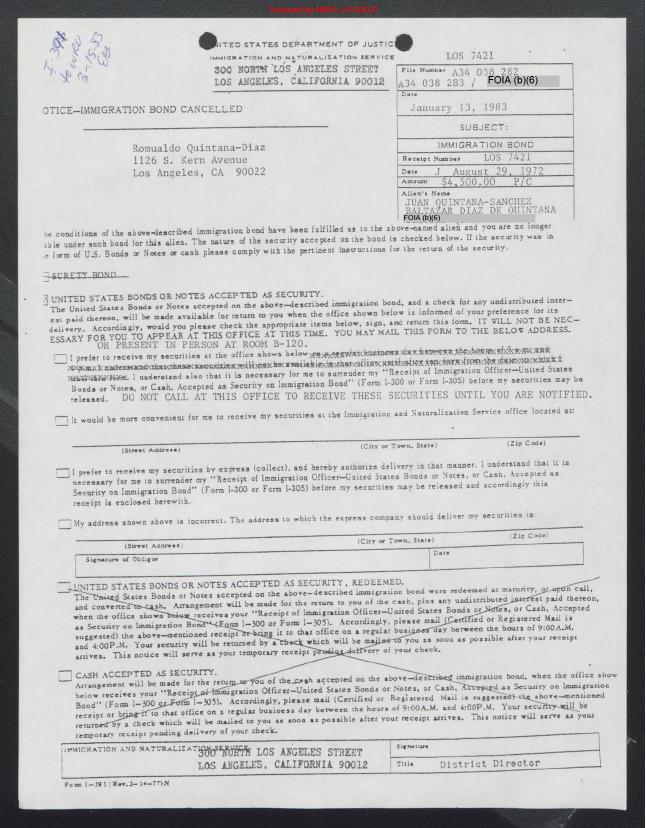 I-391
to WRU
3-15-83
UNITED STATES DEPARTMENT OF JUSTICE
IMMIGRATION AND NATURALIZATION SERVICE
300 NORTH LOS ANGELES STREET
LOS ANGELES, CALIFORNIA 90012
LOS 7421
File Number A34 038 282
A34 038 283 / FOIA (b)(6)
Date
January 13, 1983
SUBJECT:
IMMIGRATION BOND
Receipt Number LOS 7421
Date J August 29, 1972
Amount $4,500.00 P/C
Alien's Name
JUAN QUINTANA-SANCHEZ
BALTAZAR DIAZ DE QUINTANA
FOIA (b)(6)
OTICE—IMMIGRATION BOND CANCELLED
Romualdo Quintana-Diaz
1126 S. Kern Avenue
Los Angeles, CA 90022
he conditions of the above-described immigration bond have been fulfilled as to the above-named alien and you are no longer
able under such bond for this alien. The nature of the security accepted on the bond is checked below. If the security was in
e form of U.S. Bonds or Notes or cash please comply with the pertinent instructions for the return of the security.
SURETY BOND
X UNITED STATES BONDS OR NOTES ACCEPTED AS SECURITY.
The United States Bonds or Notes accepted on the above-described immigration bond, and a check for any undistributed inter-
est paid thereon, will be made available for return to you when the office shown below is informed of your preference for its
delivery. Accordingly, would you please check the appropriate items below, sign, and return this form. IT WILL NOT BE NEC-
ESSARY FOR YOU TO APPEAR AT THIS OFFICE AT THIS TIME. YOU MAY MAIL THIS FORM TO THE BELOW ADDRESS.
OR PRESENT IN PERSON AT ROOM B-120.
I prefer to receive my securities at the office shown below
I understand also that it is necessary for me to surrender my "Receipt of Immigration Officer—United States
Bonds or Notes, or Cash, Accepted as Security on Immigration Bond" (Form I-300 or Form I-305) before my securities may be
released. DO NOT CALL AT THIS OFFICE TO RECEIVE THESE SECURITIES UNTIL YOU ARE NOTIFIED.
It would be more convenient for me to receive my securities at the Immigration and Naturalization Service office located at:
(Street Address) (City or Town, State) (Zip Code)
I prefer to receive my securities by express (collect), and hereby authorize delivery in that manner. I understand that it is
necessary for me to surrender my "Receipt of Immigration Officer—United States Bonds or Notes, or Cash, Accepted as
Security on Immigration Bond" (Form I-300 or Form I-305) before my securities may be released and accordingly this
receipt is enclosed herewith.
My address shown above is incorrect. The address to which the express company should deliver my securities is:
(Street Address) (City or Town, State) (Zip Code)
Signature of Obligor Date
UNITED STATES BONDS OR NOTES ACCEPTED AS SECURITY, REDEEMED.
The United States Bonds or Notes accepted on the above-described immigration bond were redeemed at maturity, or upon call,
and converted to cash. Arrangement will be made for the return to you of the cash, plus any undistributed interest paid thereon,
when the office shown below receives your "Receipt of Immigration Officer—United States Bonds or Notes, or Cash, Accepted
as Security on Immigration Bond" (Form I-300 or Form I-305). Accordingly, please mail (Certified or Registered Mail is
suggested) the above-mentioned receipt or bring it to that office on a regular business day between the hours of 9:00A.M.
and 4:00P.M. Your security will be returned by a check which will be mailed to you as soon as possible after your receipt
arrives. This notice will serve as your temporary receipt pending delivery of your check.
CASH ACCEPTED AS SECURITY.
Arrangement will be made for the return to you of the cash accepted on the above-described immigration bond, when the office show
below receives your "Receipt of Immigration Officer—United States Bonds or Notes, or Cash, Accepted as Security on Immigration
Bond" (Form I-300 or Form I-305). Accordingly, please mail (Certified or Registered Mail is suggested) the above-mentioned
receipt or bring it to that office on a regular business day between the hours of 9:00A.M. and 4:00P.M. Your security will be
returned by a check which will be mailed to you as soon as possible after your receipt arrives. This notice will serve as your
temporary receipt pending delivery of your check.
IMMIGRATION AND NATURALIZATION SERVICE
300 NORTH LOS ANGELES STREET
LOS ANGELES, CALIFORNIA 90012
Signature
Title District Director
Form I-391 (Rev. 3-14-77)N